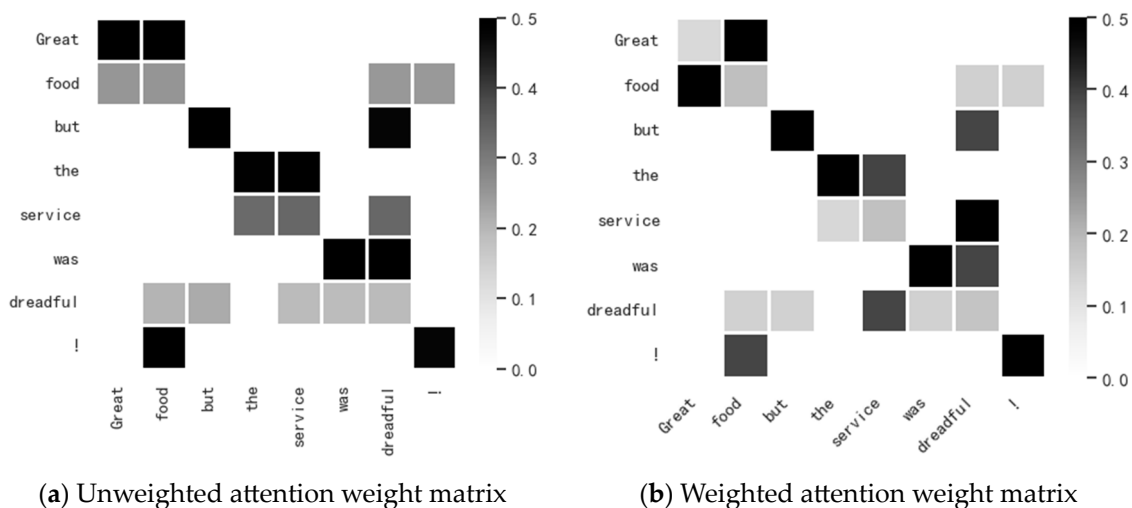 Great
food
but
the
service
was
dreadful
!
Great
food
but
the
service
was
dreadful
!
0.5
0.4
0.3
0.2
0.1
0.0
(a) Unweighted attention weight matrix
Great
food
but
the
service
was
dreadful
!
Great
food
but
the
service
was
dreadful
!
0.5
0.4
0.3
0.2
0.1
0.0
(b) Weighted attention weight matrix